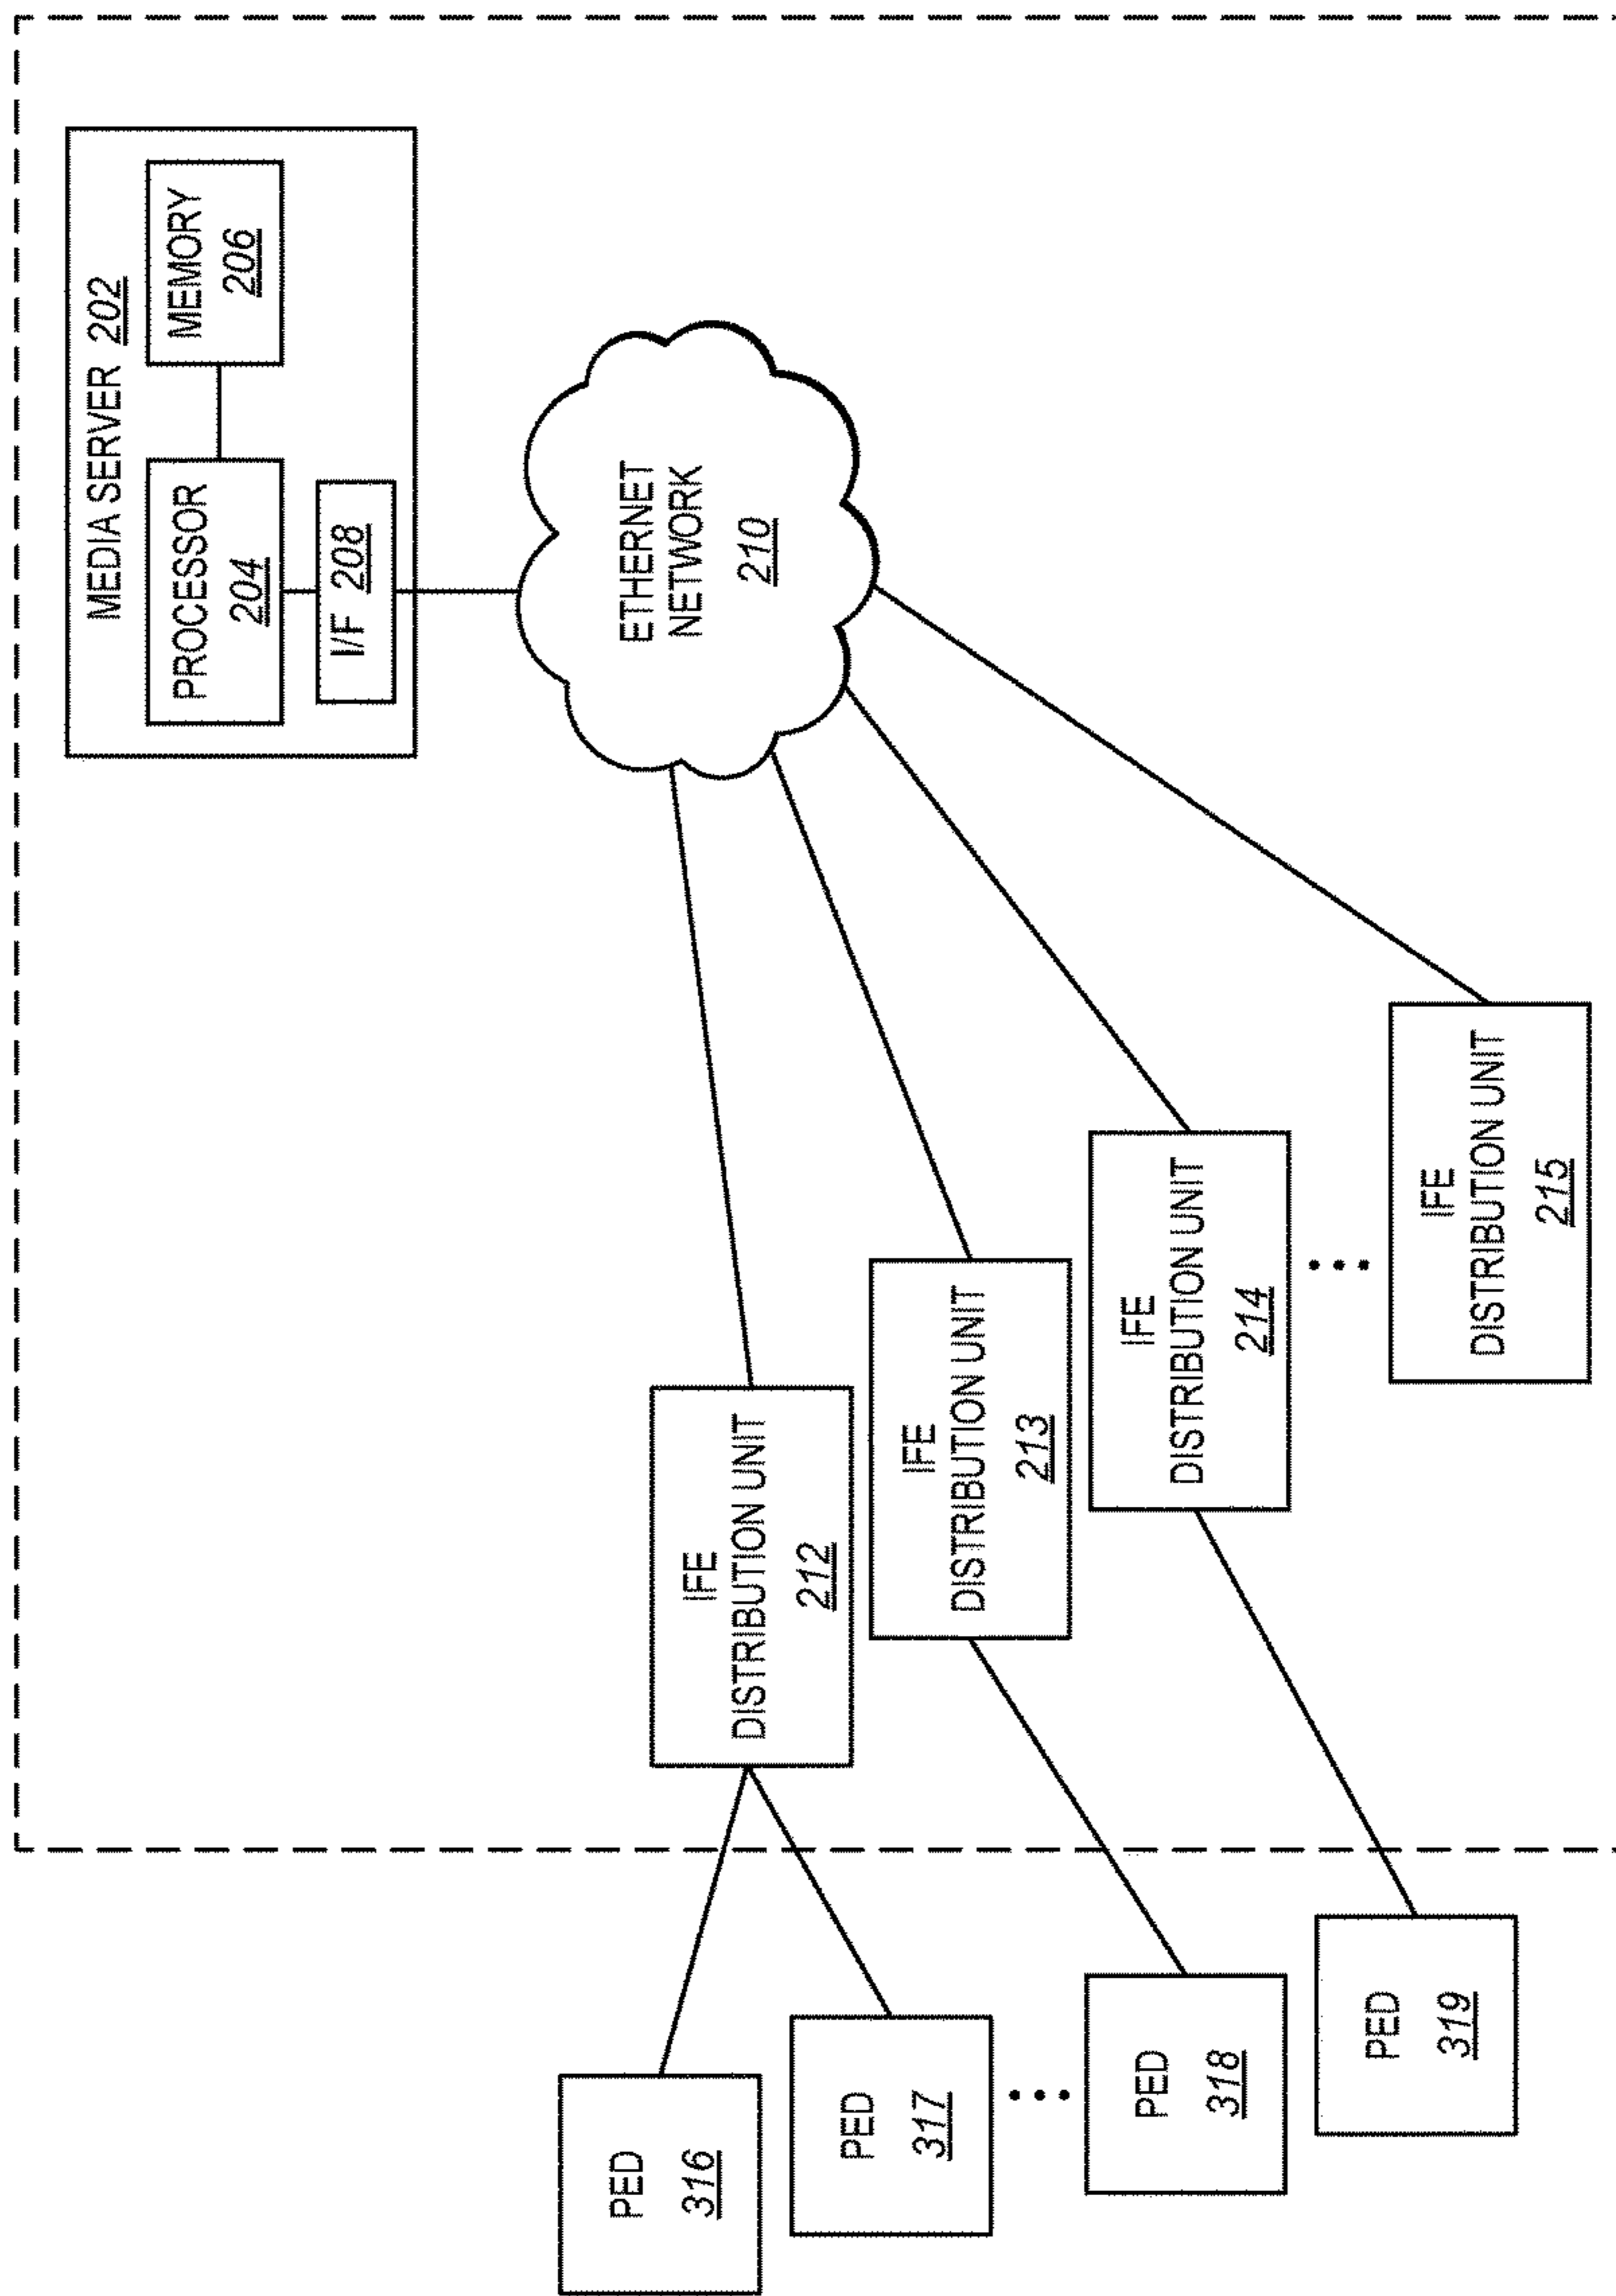 MEDIA SERVER 202
PROCESSOR
204
MEMORY
206
I/F 208
ETHERNET
NETWORK
210
IFE
DISTRIBUTION UNIT
212
IFE
DISTRIBUTION UNIT
213
IFE
DISTRIBUTION UNIT
214
IFE
DISTRIBUTION UNIT
215
PED
316
PED
317
PED
318
PED
319